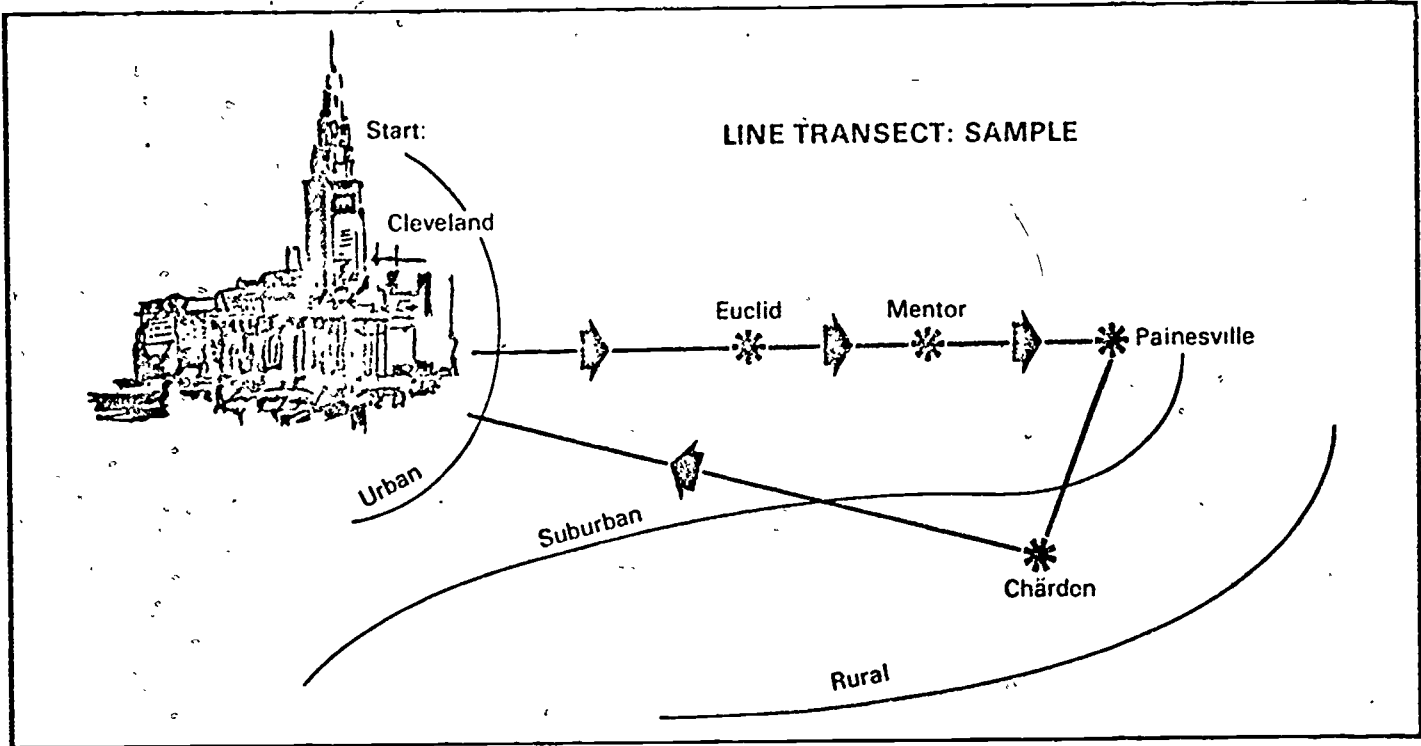 Start:
LINE TRANSECT: SAMPLE
Cleveland
Euclid
Mentor
Painesville
Urban
Suburban
Chärdon
Rural